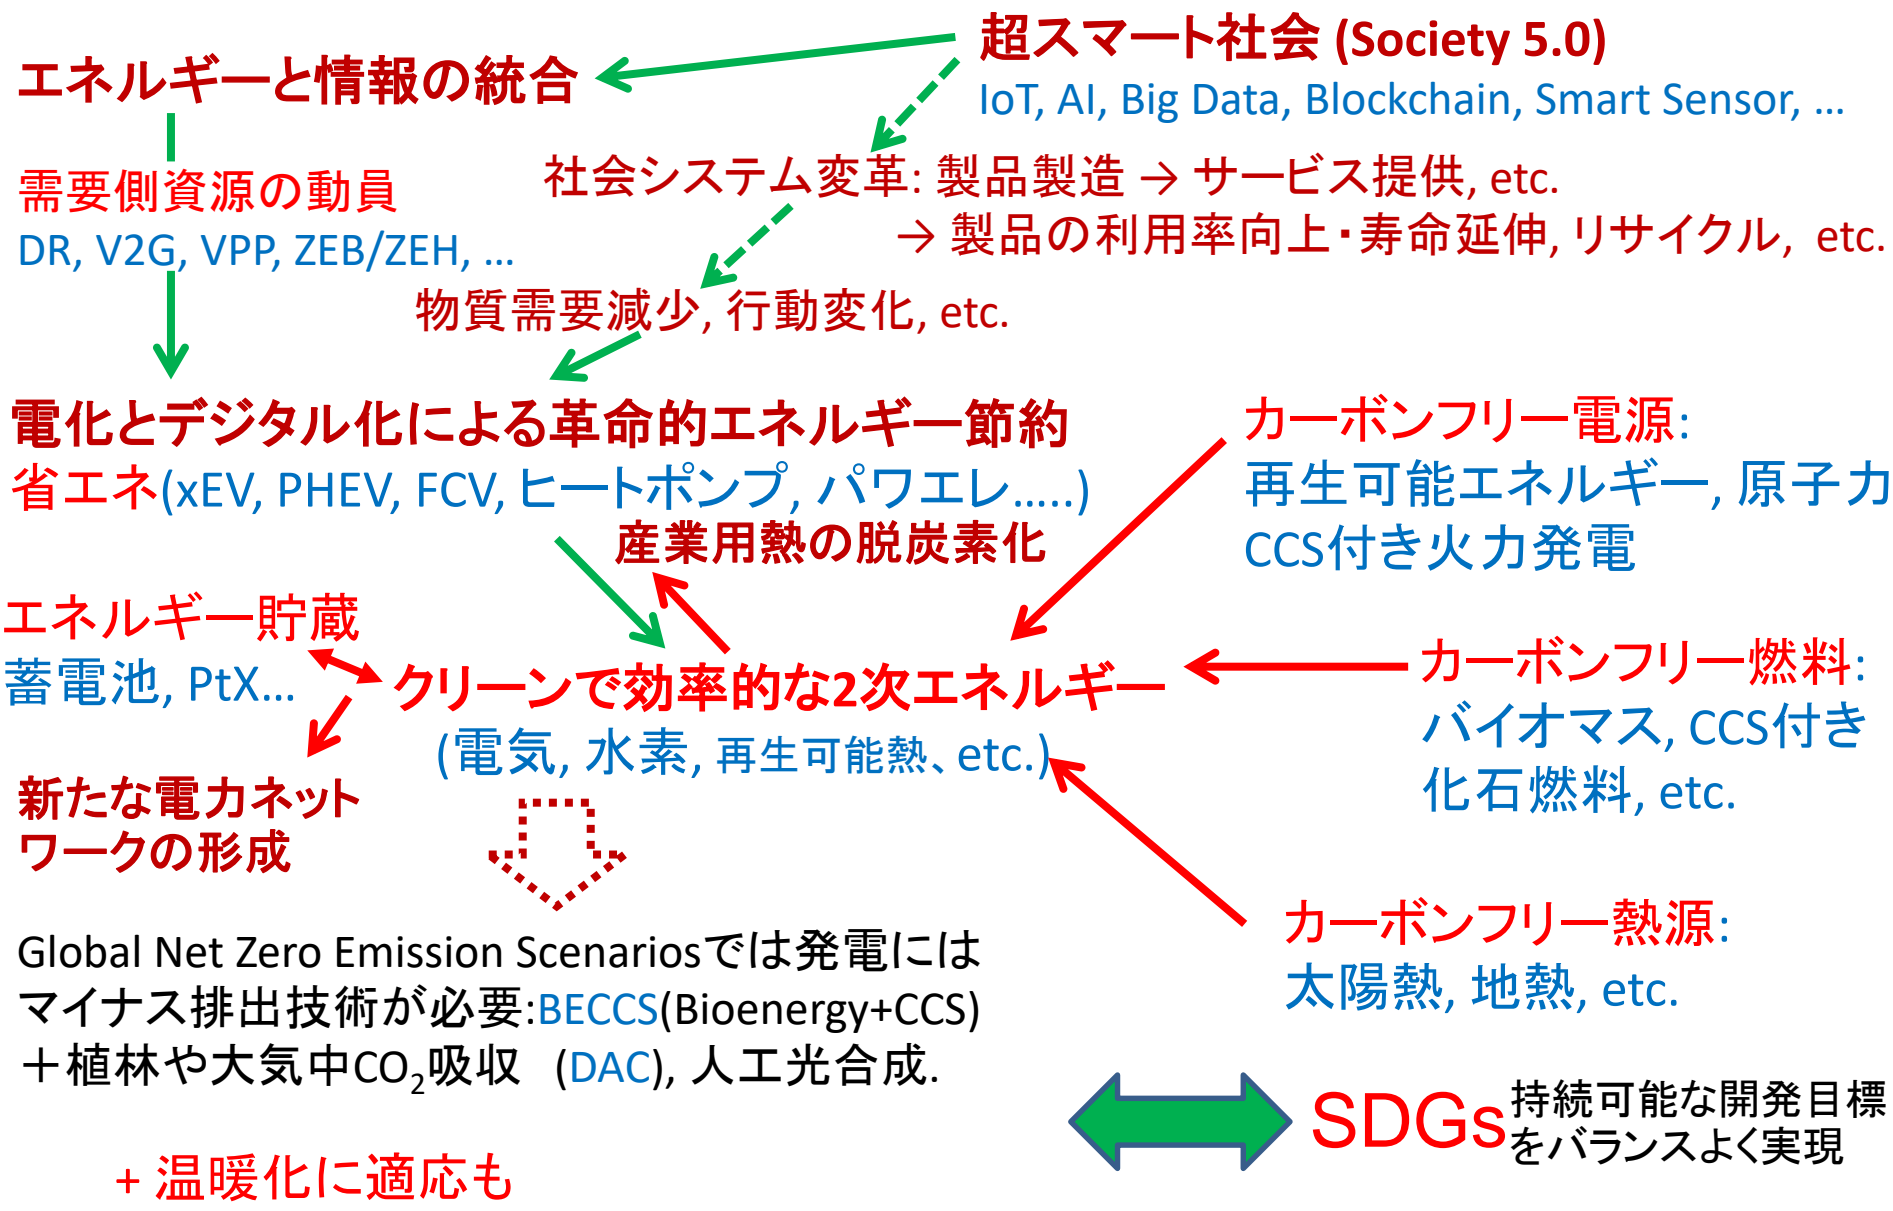 超スマート社会 (Society 5.0)
IoT, AI, Big Data, Blockchain, Smart Sensor, ...
エネルギーと情報の統合
社会システム変革: 製品製造 → サービス提供, etc.
→ 製品の利用率向上・寿命延伸, リサイクル, etc.
需要側資源の動員
DR, V2G, VPP, ZEB/ZEH, ...
物質需要減少, 行動変化, etc.
電化とデジタル化による革命的エネルギー節約
省エネ(xEV, PHEV, FCV, ヒートポンプ, パワエレ…..)
産業用熱の脱炭素化
カーボンフリー電源:
再生可能エネルギー, 原子力
CCS付き火力発電
エネルギー貯蔵
蓄電池, PtX...
クリーンで効率的な2次エネルギー
(電気, 水素, 再生可能熱、etc.)
カーボンフリー燃料:
バイオマス, CCS付き
化石燃料, etc.
新たな電力ネット
ワークの形成
カーボンフリー熱源:
太陽熱, 地熱, etc.
Global Net Zero Emission Scenariosでは発電には
マイナス排出技術が必要:BECCS(Bioenergy+CCS)
＋植林や大気中CO₂吸収 (DAC), 人工光合成.
+ 温暖化に適応も
SDGs
持続可能な開発目標
をバランスよく実現